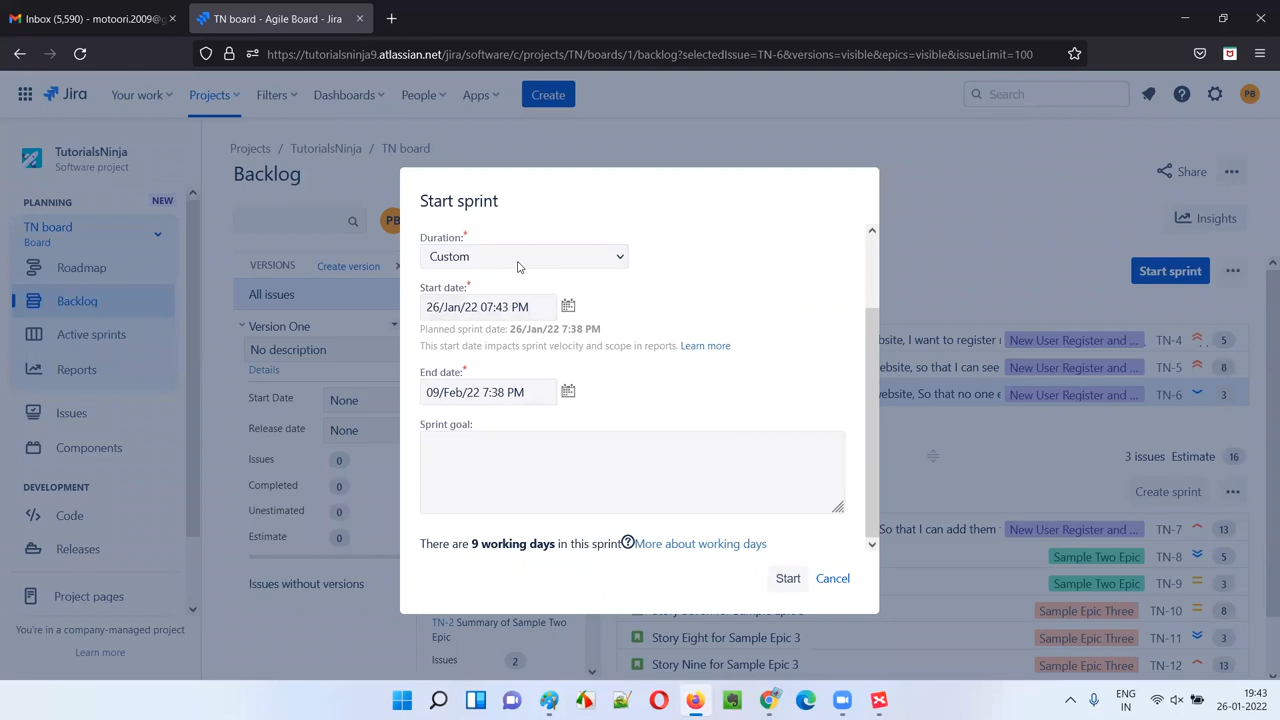 Inbox (5,590) - motoori.2009@g
TN board - Agile Board - Jira
https://tutorialsninja9.atlassian.net/jira/software/c/projects/TN/boards/1/backlog?selectedIssue=TN-6&versions=visible&epics=visible&issueLimit=100
Jira
Your work
Projects
Filters
Dashboards
People
Apps
Create
Search
PB
TutorialsNinja
Software project
PLANNING
NEW
TN board
Board
Roadmap
Backlog
Active sprints
Reports
Issues
Components
DEVELOPMENT
Code
Releases
Project pages
You're in a company-managed project
Learn more
Projects / TutorialsNinja / TN board
Backlog
Share
PB
Insights
VERSIONS
Create version
All issues
Version One
No description
Details
Start Date
None
Release date
None
Issues
0
Completed
0
Unestimated
0
Estimate
0
Issues without versions
Start sprint
Duration:*
Custom
Start date:*
26/Jan/22 07:43 PM
Planned sprint date: 26/Jan/22 7:38 PM
This start date impacts sprint velocity and scope in reports. Learn more
End date:*
09/Feb/22 7:38 PM
Sprint goal:
There are 9 working days in this sprint More about working days
Start
Cancel
Start sprint
I want to register
New User Register and ...
TN-4
5
so that I can see
New User Register and ...
TN-5
8
So that no one
New User Register and ...
TN-6
3
3 issues
Estimate
16
Create sprint
So that I can add them
New User Register and ...
TN-7
13
Sample Two Epic
TN-8
5
Sample Two Epic
TN-9
3
Sample Epic Three
TN-10
8
Story Eight for Sample Epic 3
Sample Epic Three
TN-11
3
Story Nine for Sample Epic 3
Sample Epic Three
TN-12
13
TN-2 Summary of Sample Two
Epic
Issues
2
ENG
IN
19:43
26-01-2022